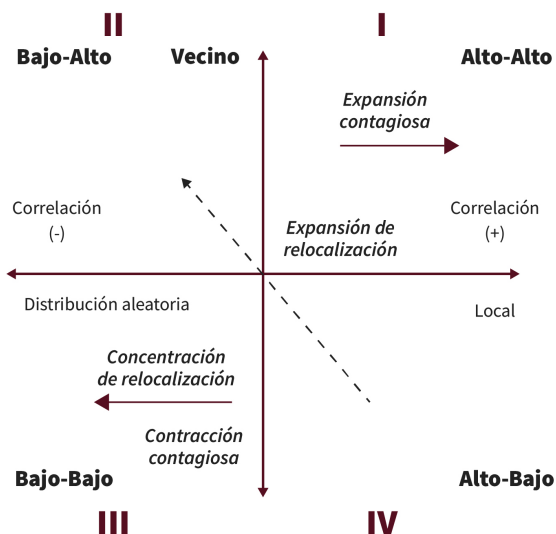 II
I
Bajo-Alto
Vecino
Alto-Alto
Expansión
contagiosa
Correlación
(-)
Correlación
(+)
Expansión de
relocalización
Distribución aleatoria
Local
Concentración
de relocalización
Contracción
contagiosa
Bajo-Bajo
Alto-Bajo
III
IV